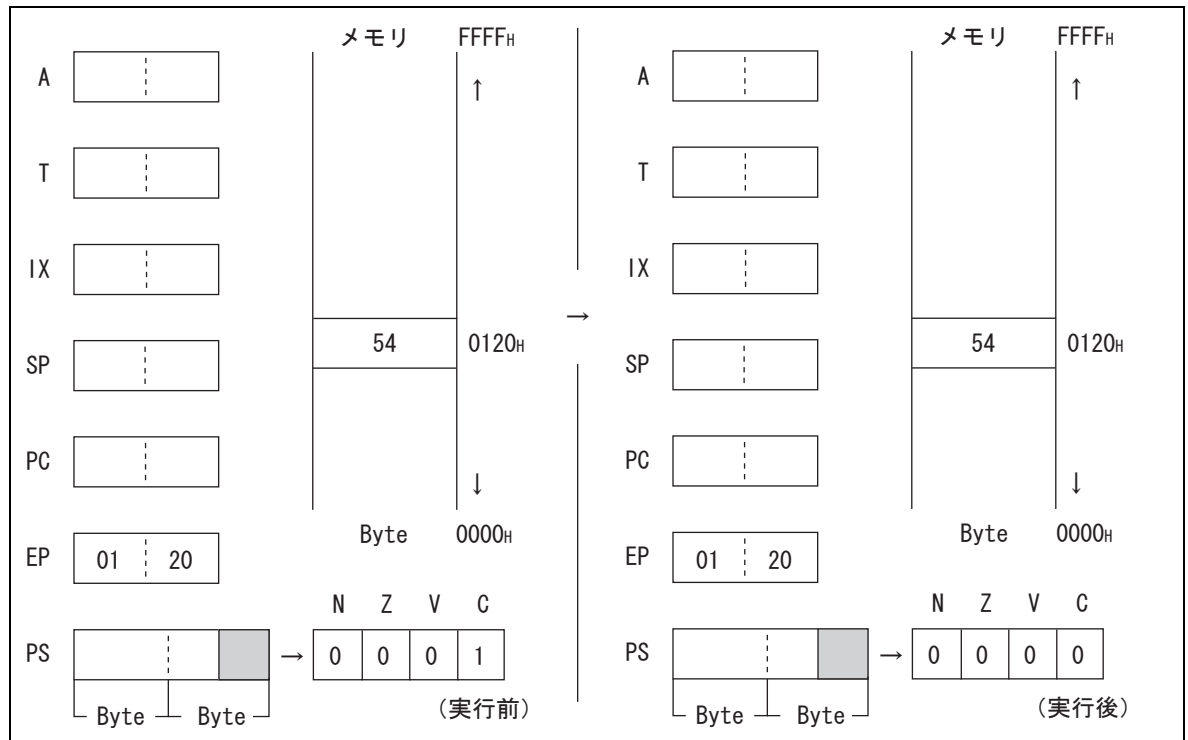 メモリ FFFFH
A
↑
T
IX
54 0120H
SP
PC
↓
Byte 0000H
EP 01 20
N Z V C
PS → 0 0 0 1
Byte Byte (実行前)
→
メモリ FFFFH
A
↑
T
IX
54 0120H
SP
PC
↓
Byte 0000H
EP 01 20
N Z V C
PS → 0 0 0 0
Byte Byte (実行後)